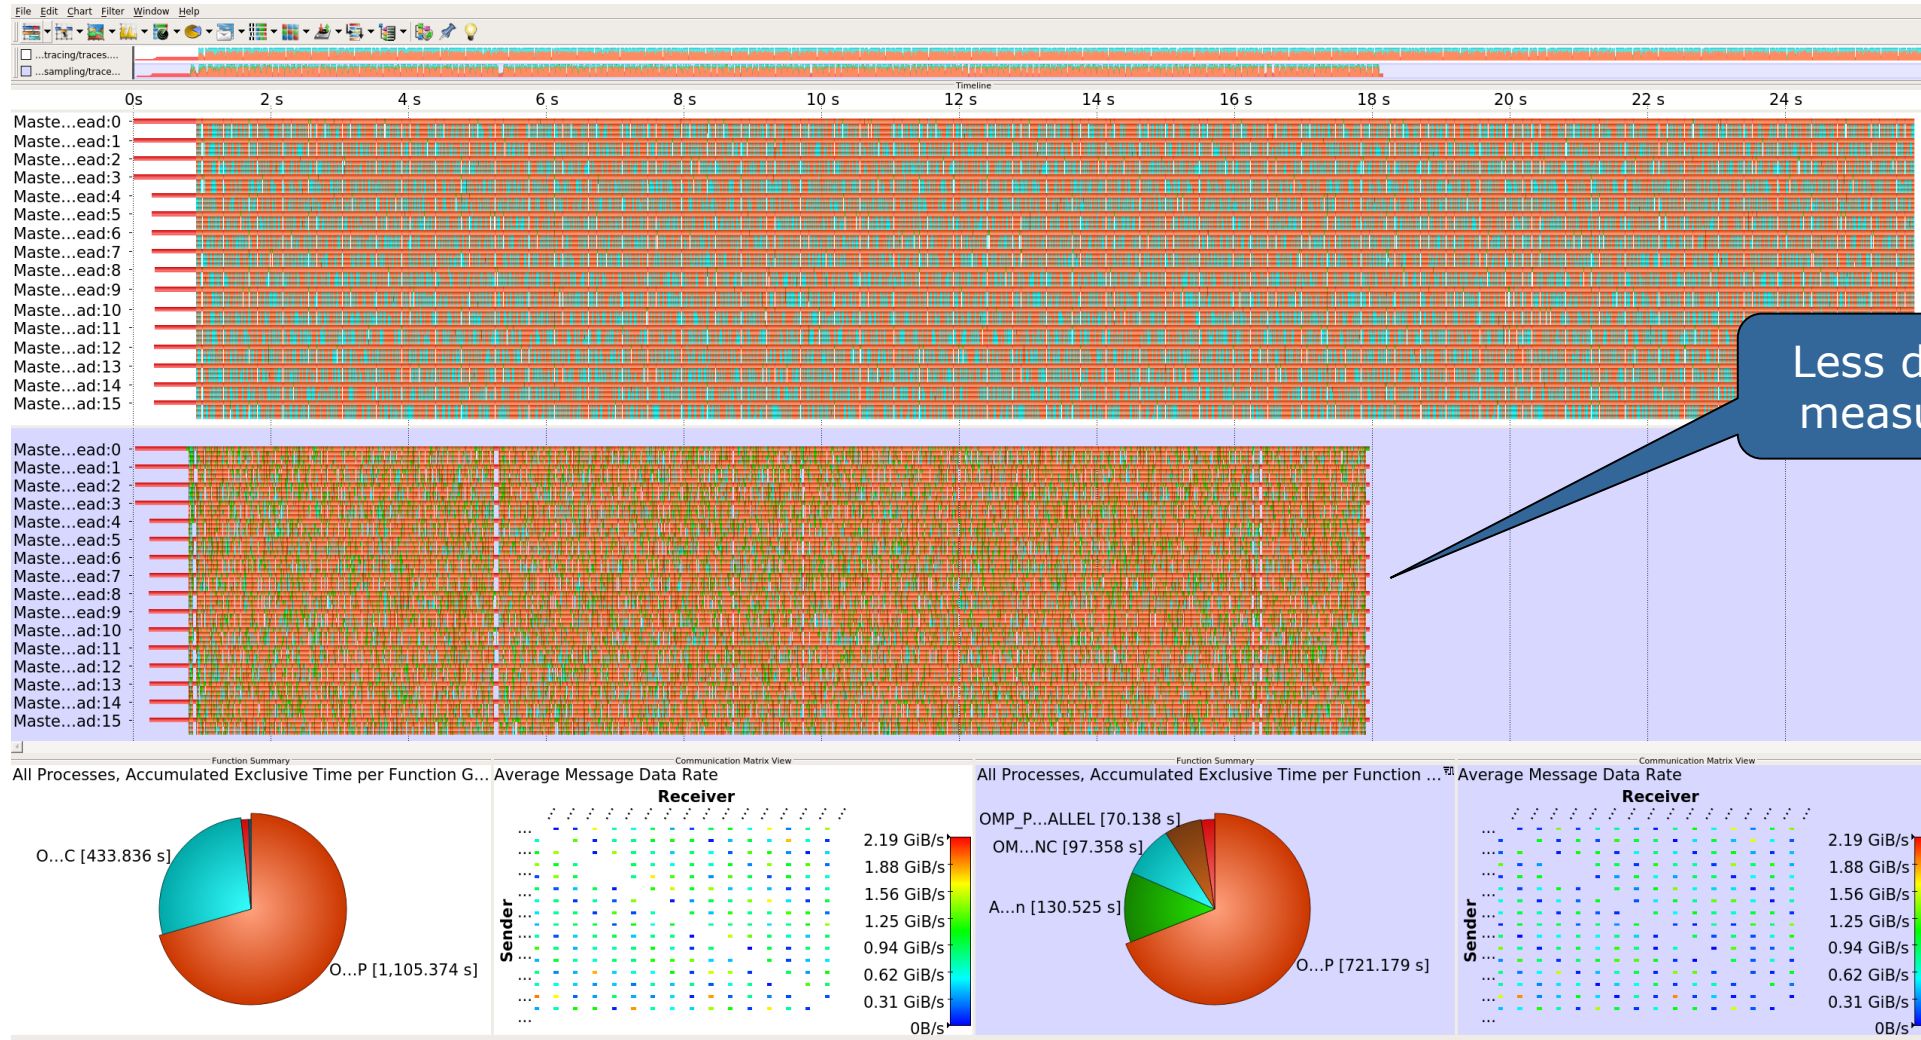 File Edit Chart Filter Window Help
...tracing/traces....
...sampling/trace...
Timeline
0s 2 s 4 s 6 s 8 s 10 s 12 s 14 s 16 s 18 s 20 s 22 s 24 s
Maste...ead:0
Maste...ead:1
Maste...ead:2
Maste...ead:3
Maste...ead:4
Maste...ead:5
Maste...ead:6
Maste...ead:7
Maste...ead:8
Maste...ead:9
Maste...ad:10
Maste...ad:11
Maste...ad:12
Maste...ad:13
Maste...ad:14
Maste...ad:15
Less d
measu
Maste...ead:0
Maste...ead:1
Maste...ead:2
Maste...ead:3
Maste...ead:4
Maste...ead:5
Maste...ead:6
Maste...ead:7
Maste...ead:8
Maste...ead:9
Maste...ad:10
Maste...ad:11
Maste...ad:12
Maste...ad:13
Maste...ad:14
Maste...ad:15
Function Summary
All Processes, Accumulated Exclusive Time per Function G...
O...C [433.836 s]
O...P [1,105.374 s]
Communication Matrix View
Average Message Data Rate
Receiver
Sender
2.19 GiB/s
1.88 GiB/s
1.56 GiB/s
1.25 GiB/s
0.94 GiB/s
0.62 GiB/s
0.31 GiB/s
0B/s
Function Summary
All Processes, Accumulated Exclusive Time per Function ...
OMP_P...ALLEL [70.138 s]
OM...NC [97.358 s]
A...n [130.525 s]
O...P [721.179 s]
Communication Matrix View
Average Message Data Rate
Receiver
Sender
2.19 GiB/s
1.88 GiB/s
1.56 GiB/s
1.25 GiB/s
0.94 GiB/s
0.62 GiB/s
0.31 GiB/s
0B/s